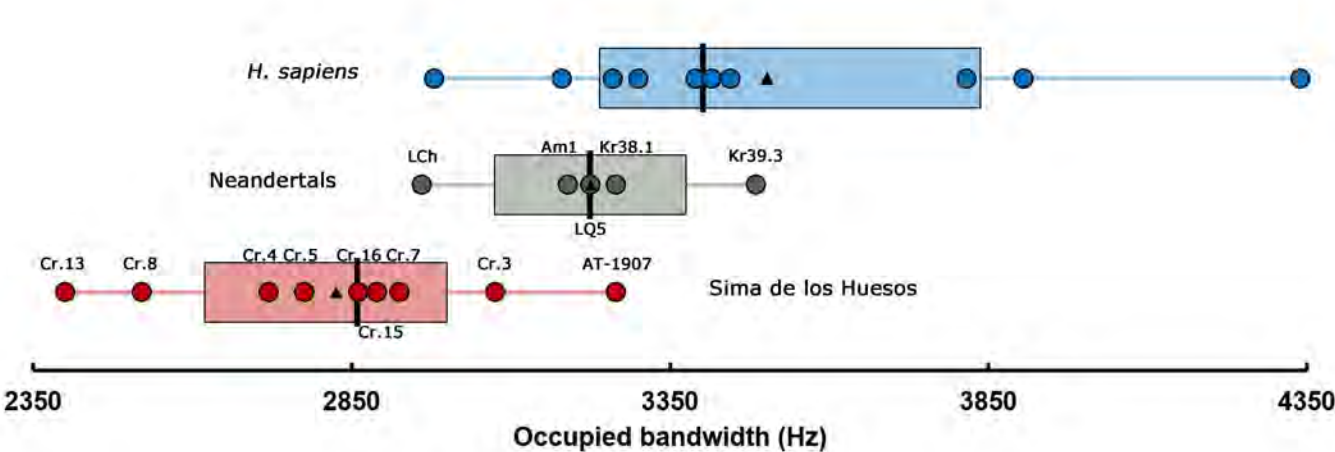 H. sapiens
LCh Am1 Kr38.1 Kr39.3
Neandertals
LQ5
Cr.13 Cr.8 Cr.4 Cr.5 Cr.16 Cr.7 Cr.3 AT-1907
Sima de los Huesos
Cr.15
2350 2850 3350 3850 4350
Occupied bandwidth (Hz)